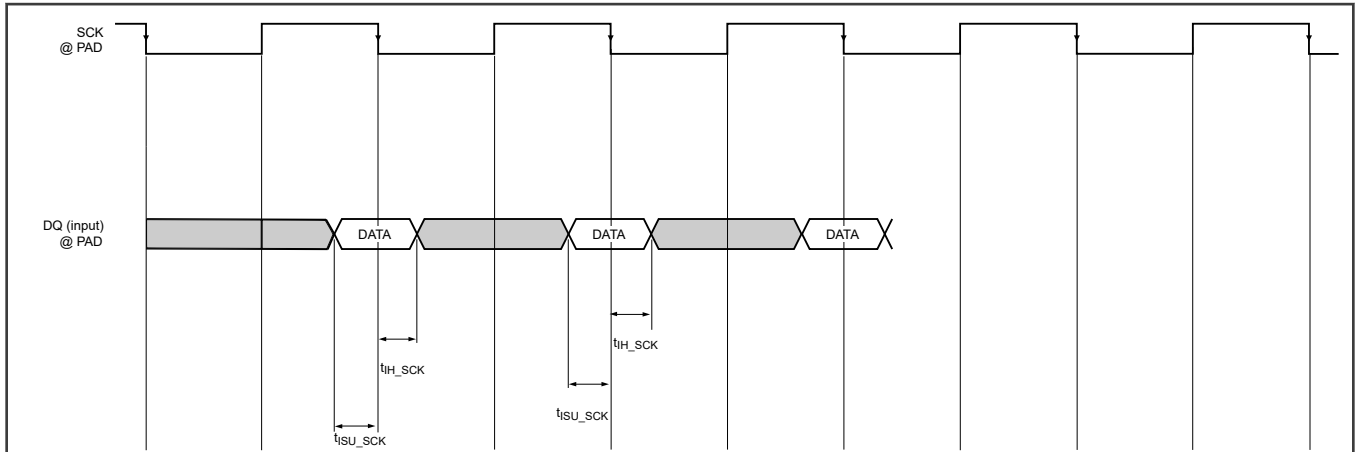 SCK
@ PAD
DQ (input)
@ PAD
DATA
DATA
DATA
tIH_SCK
tIH_SCK
tISU_SCK
tISU_SCK